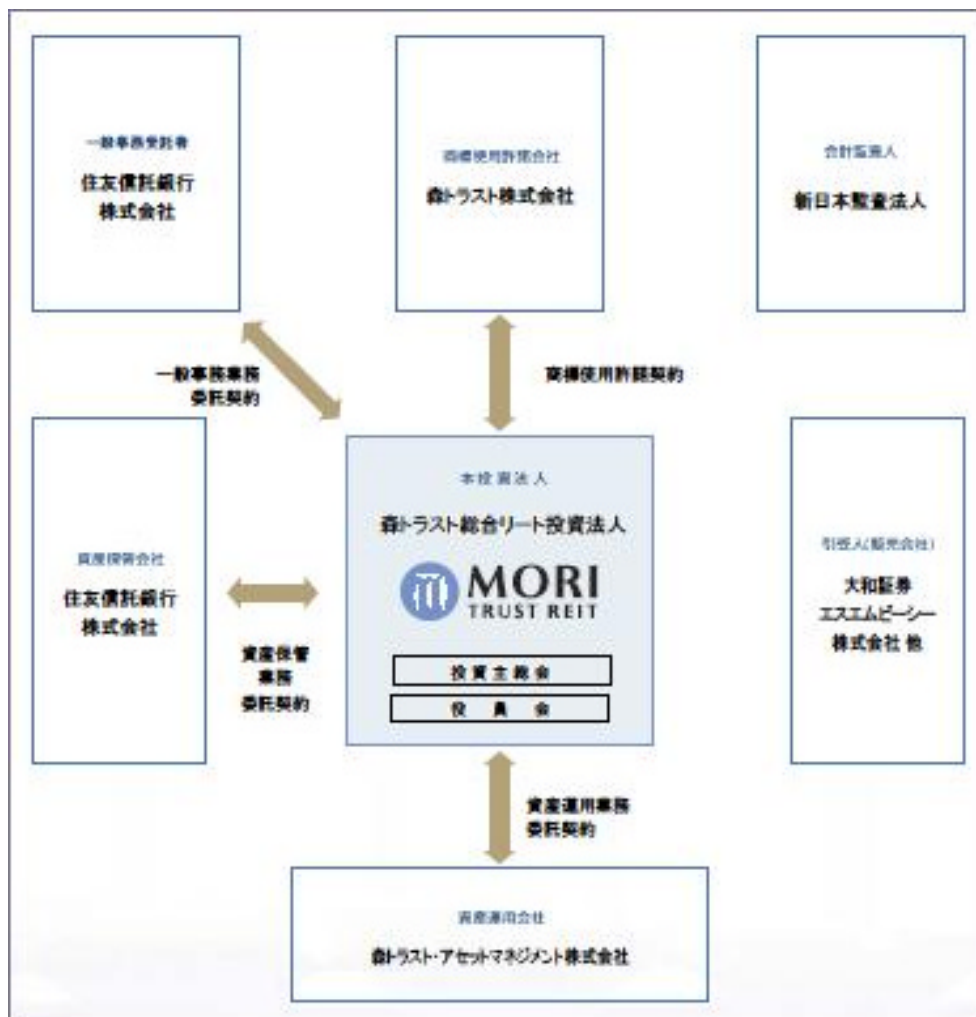 一般事務受託者
住友信託銀行
株式会社
商標使用許諾会社
森トラスト株式会社
会計監査人
新日本監査法人
一般事務業務
委託契約
商標使用許諾契約
資産保管会社
住友信託銀行
株式会社
資産保管
業務
委託契約
本投資法人
森トラスト総合リート投資法人
MORI
TRUST REIT
投資主総会
役員会
引受人(販売会社)
大和証券
エスエムビーシー
株式会社 他
資産運用業務
委託契約
資産運用会社
森トラスト・アセットマネジメント株式会社